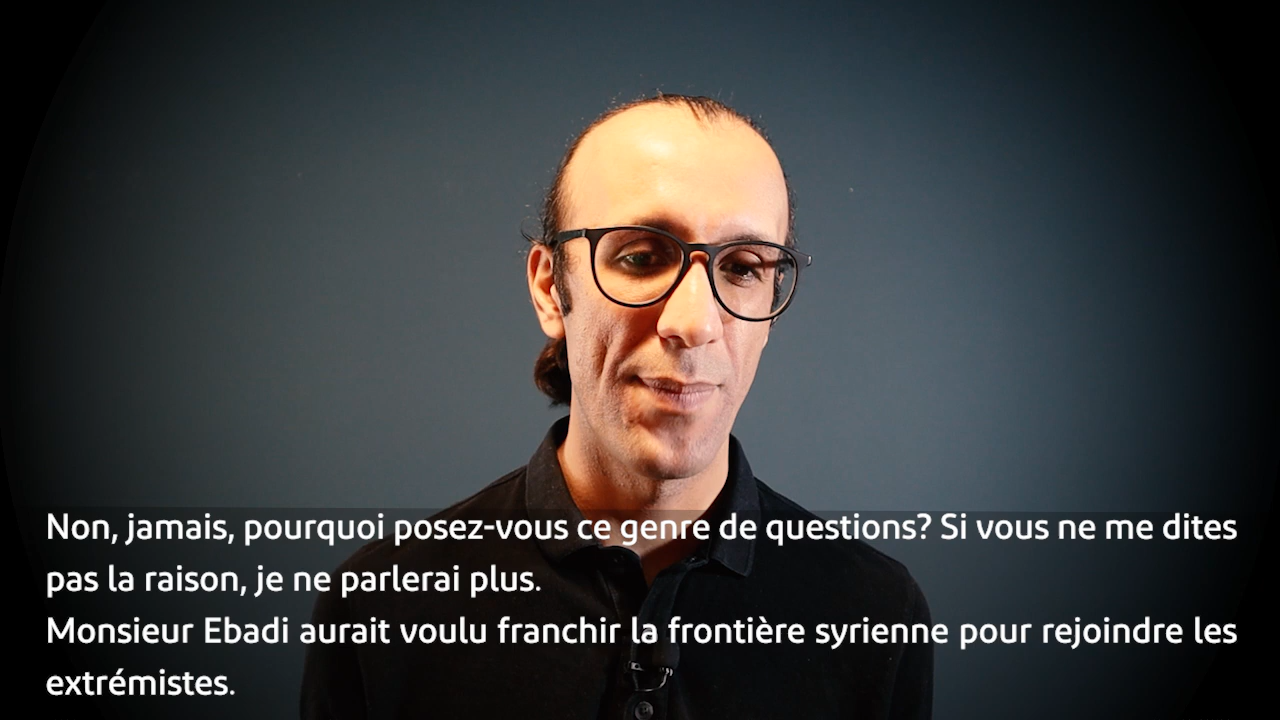 Non, jamais, pourquoi posez-vous ce genre de questions? Si vous ne me dites
pas la raison, je ne parlerai plus.
Monsieur Ebadi aurait voulu franchir la frontière syrienne pour rejoindre les
extrémistes.